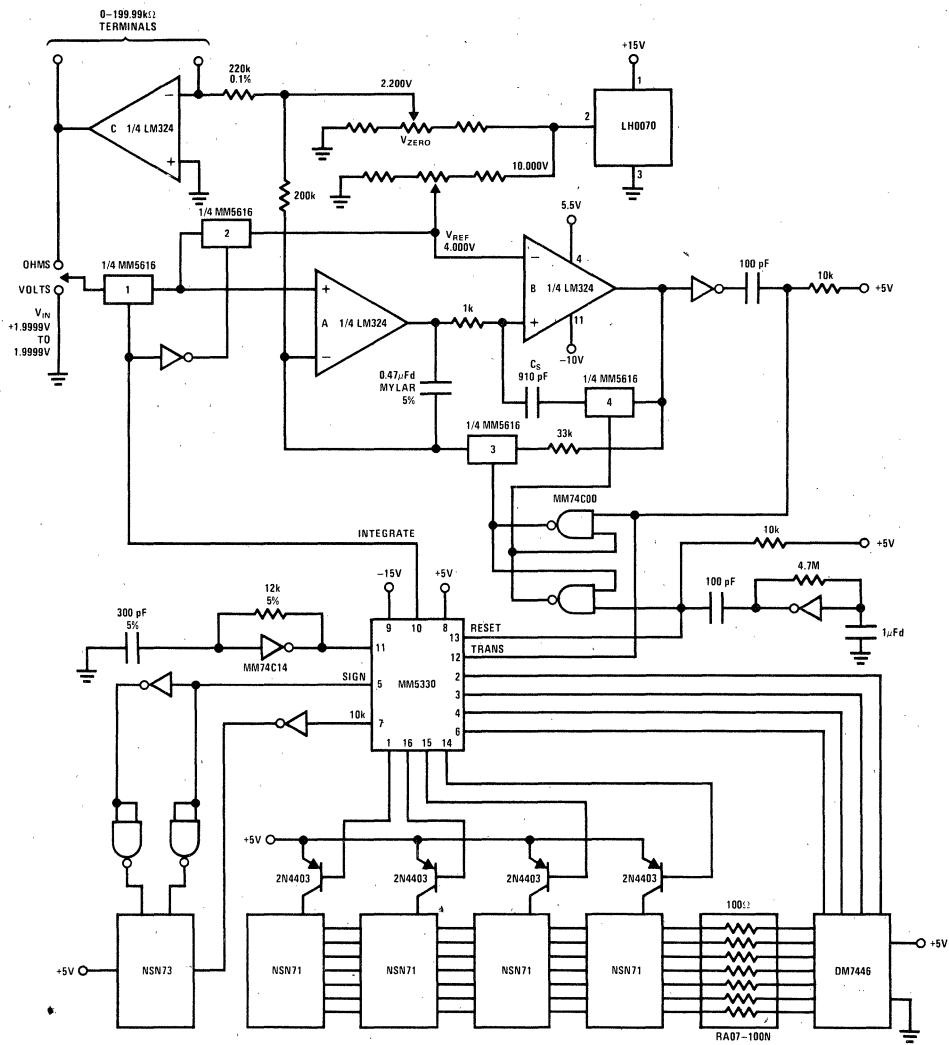 0–199.99kΩ
TERMINALS
+15V
1
220k
0.1%
2.200V
2
LH0070
3
C 1/4 LM324
−
+
VZERO
10.000V
200k
1/4 MM5616
2
VREF
4.000V
5.5V
4
OHMS
VOLTS
1/4 MM5616
1
VIN
+1.9999V
TO
1.9999V
+
A 1/4 LM324
−
1k
−
B 1/4 LM324
+
11
−10V
100 pF
10k
+5V
0.47µFd
MYLAR
5%
CS
910 pF
1/4 MM5616
4
1/4 MM5616
3
33k
MM74C00
INTEGRATE
10k
+5V
4.7M
100 pF
1µFd
−15V
+5V
12k
5%
300 pF
5%
MM74C14
9
10
8
11
13
RESET
12
TRANS
MM5330
SIGN
5
2
3
4
6
10k
7
1
16
15
14
+5V
2N4403
2N4403
2N4403
2N4403
100Ω
+5V
NSN73
NSN71
NSN71
NSN71
NSN71
DM7446
+5V
RA07–100N